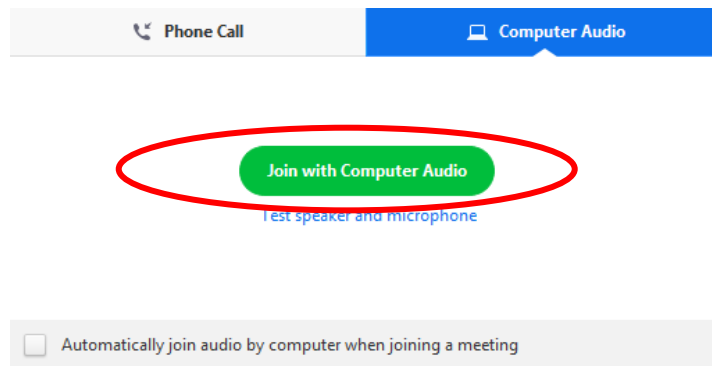 Phone Call
Computer Audio
Join with Computer Audio
Test speaker and microphone
Automatically join audio by computer when joining a meeting